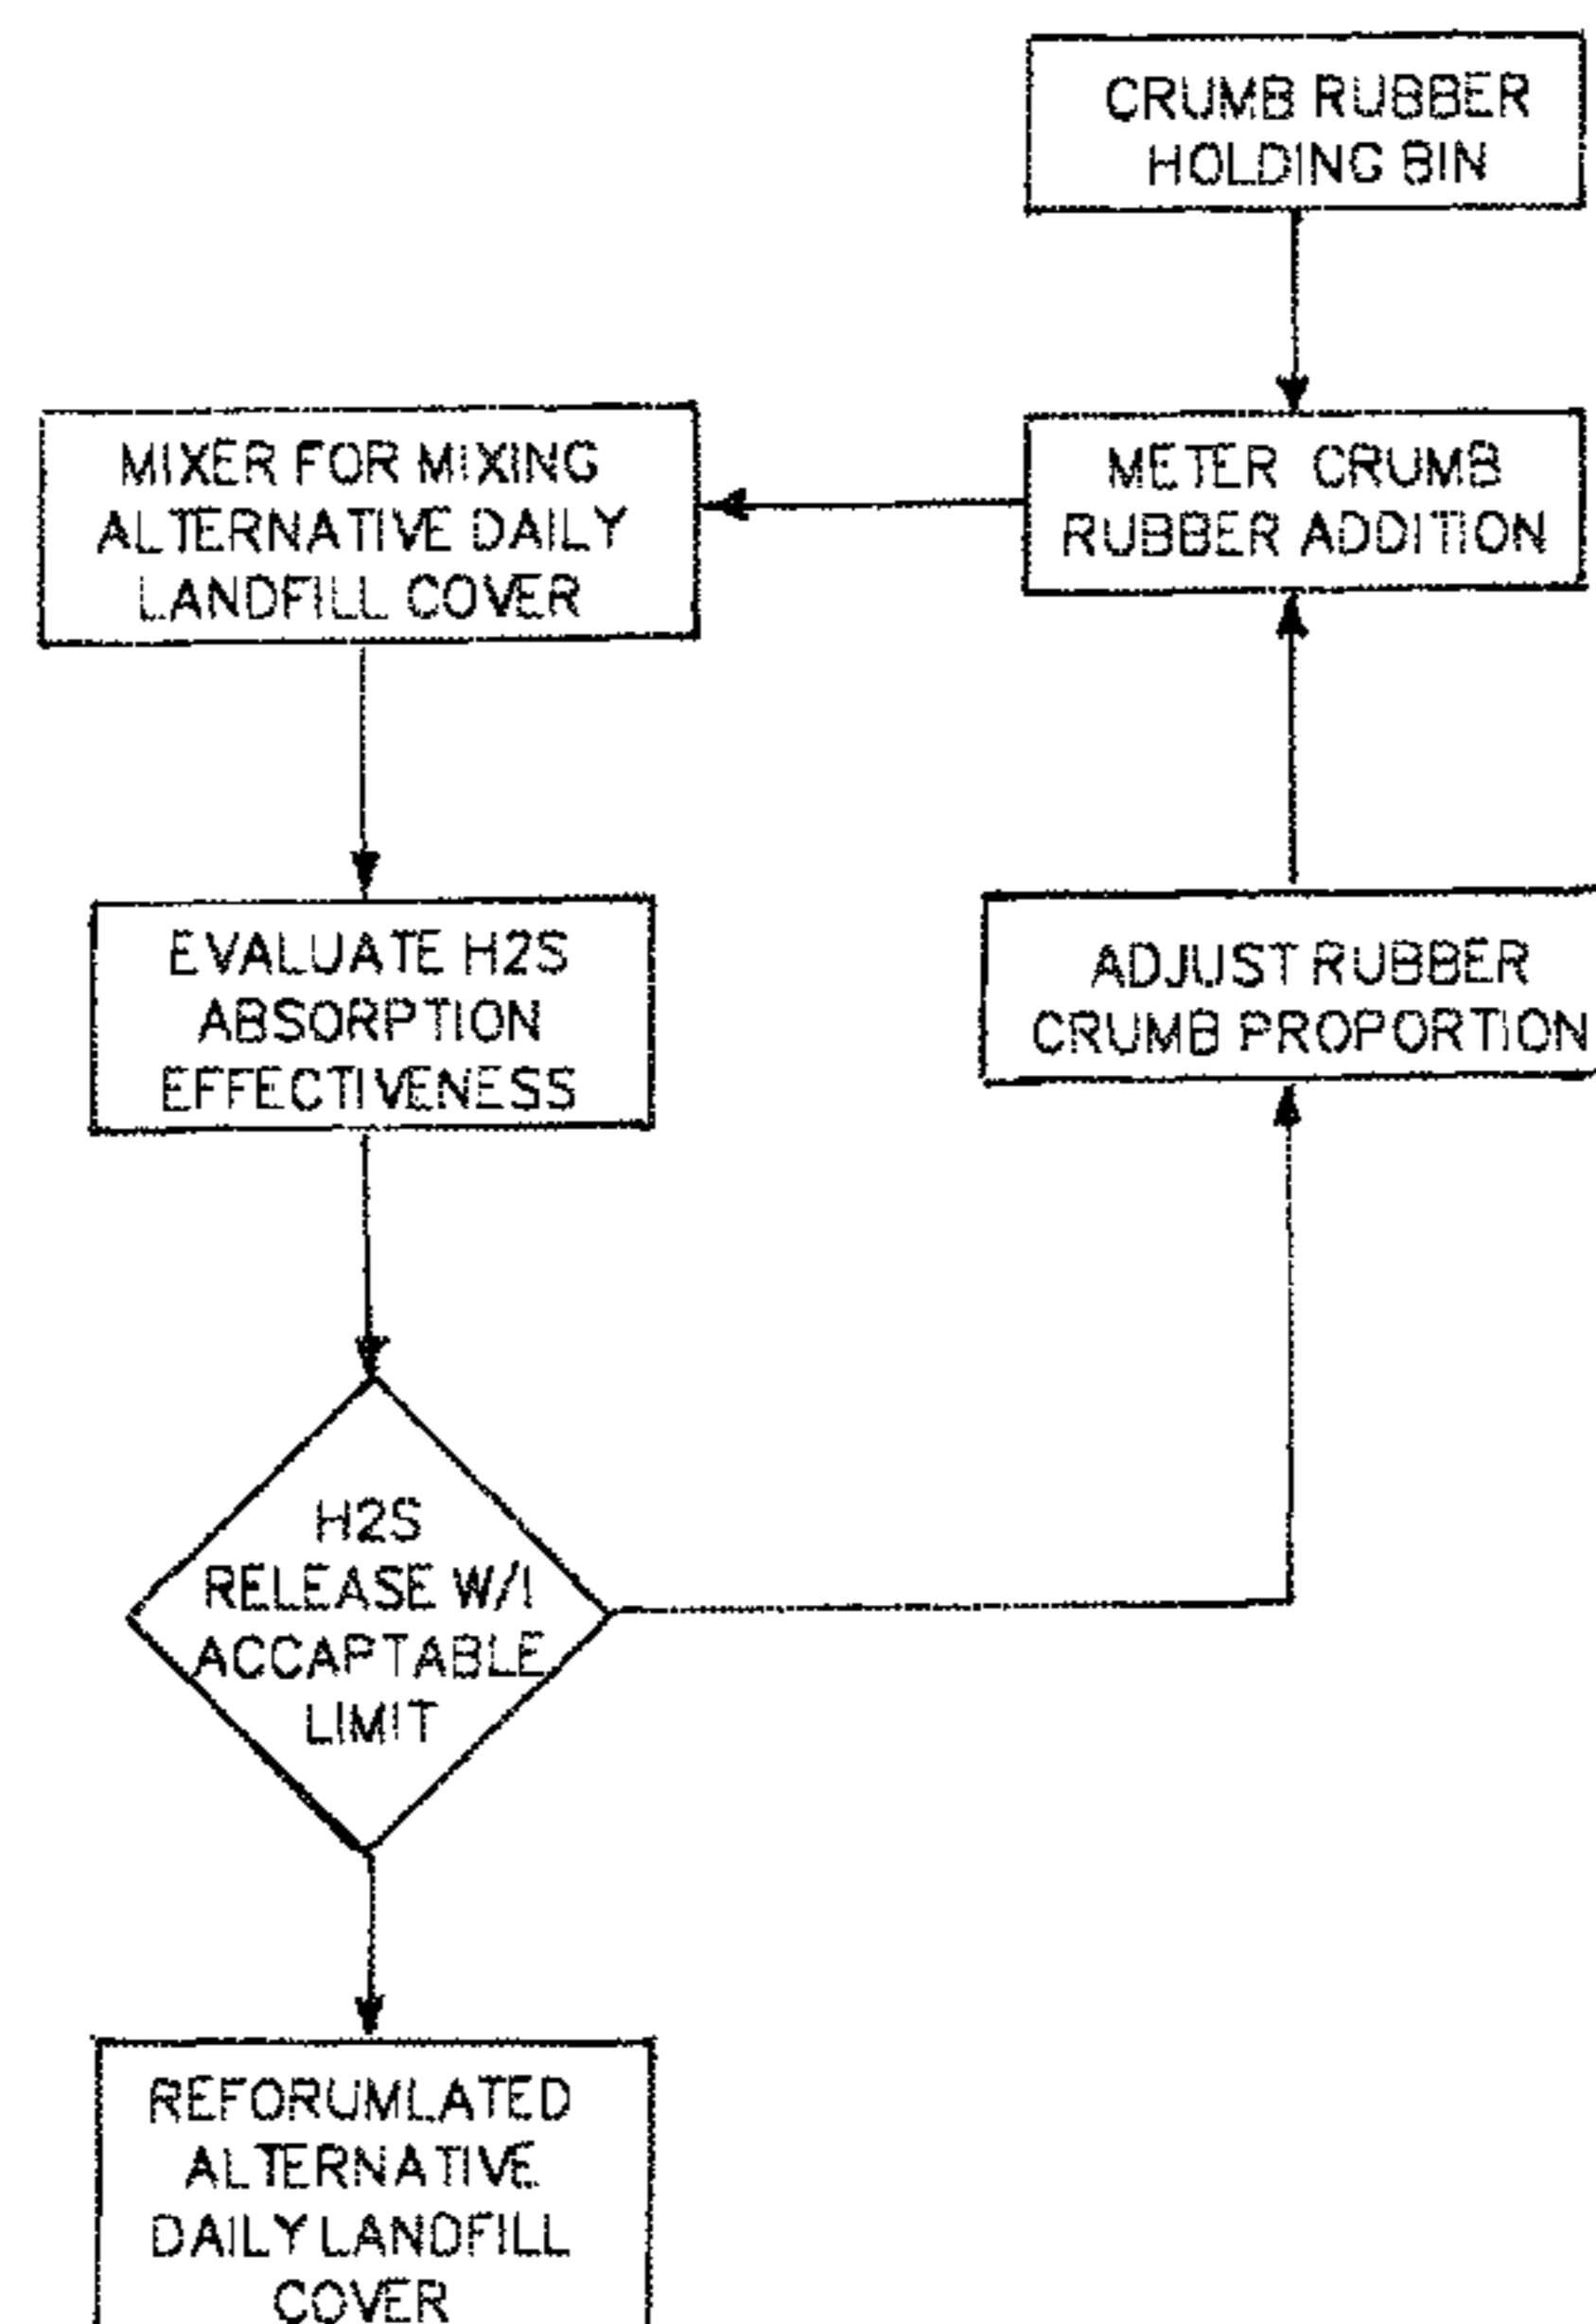 CRUMB RUBBER
HOLDING BIN
METER CRUMB
RUBBER ADDITION
MIXER FOR MIXING
ALTERNATIVE DAILY
LANDFILL COVER
EVALUATE H2S
ABSORPTION
EFFECTIVENESS
ADJUST RUBBER
CRUMB PROPORTION
H2S
RELEASE W/I
ACCAPTABLE
LIMIT
REFORUMLATED
ALTERNATIVE
DAILY LANDFILL
COVER